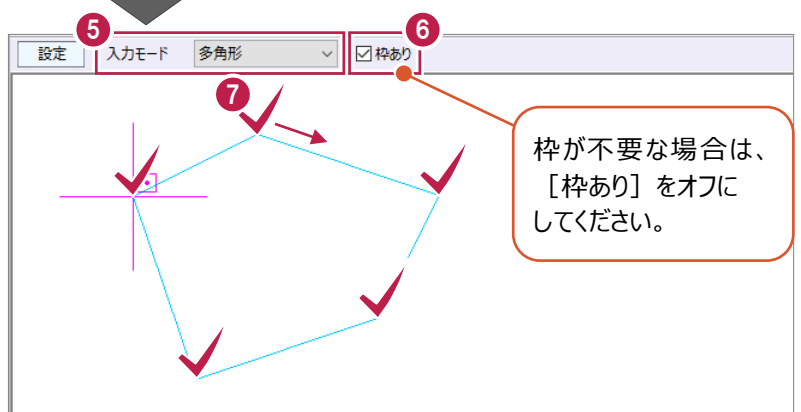 5
6
設定 入力モード 多角形 枠あり
7
枠が不要な場合は、
［枠あり］をオフに
してください。